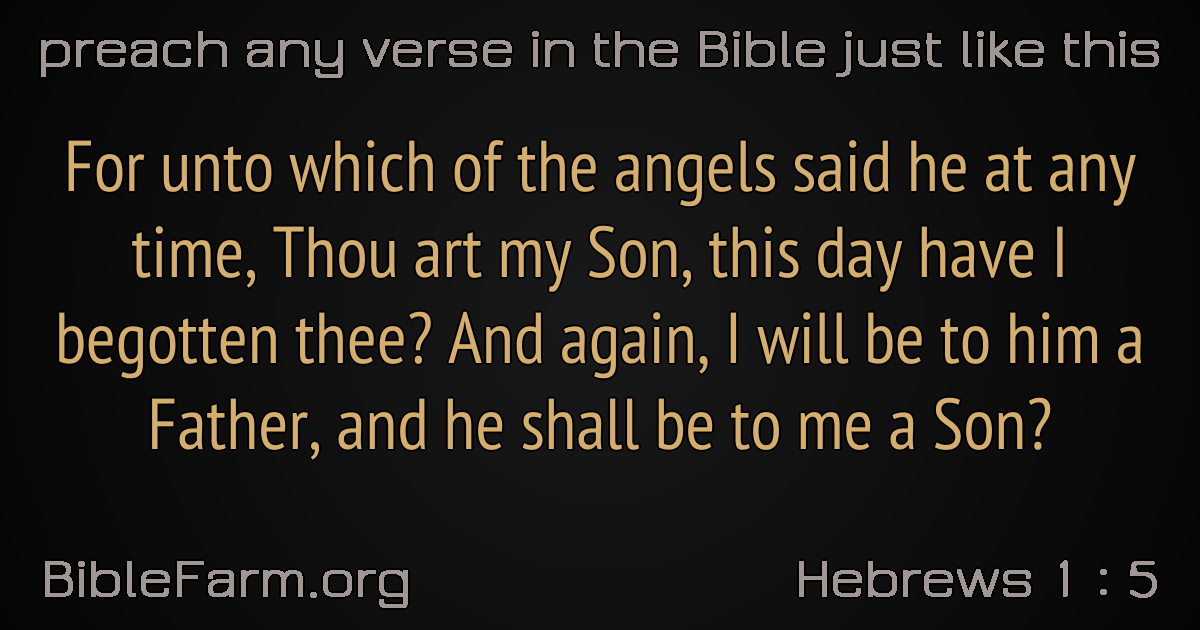 preach any verse in the Bible just like this
For unto which of the angels said he at any
time, Thou art my Son, this day have I
begotten thee? And again, I will be to him a
Father, and he shall be to me a Son?
BibleFarm.org
Hebrews 1 : 5